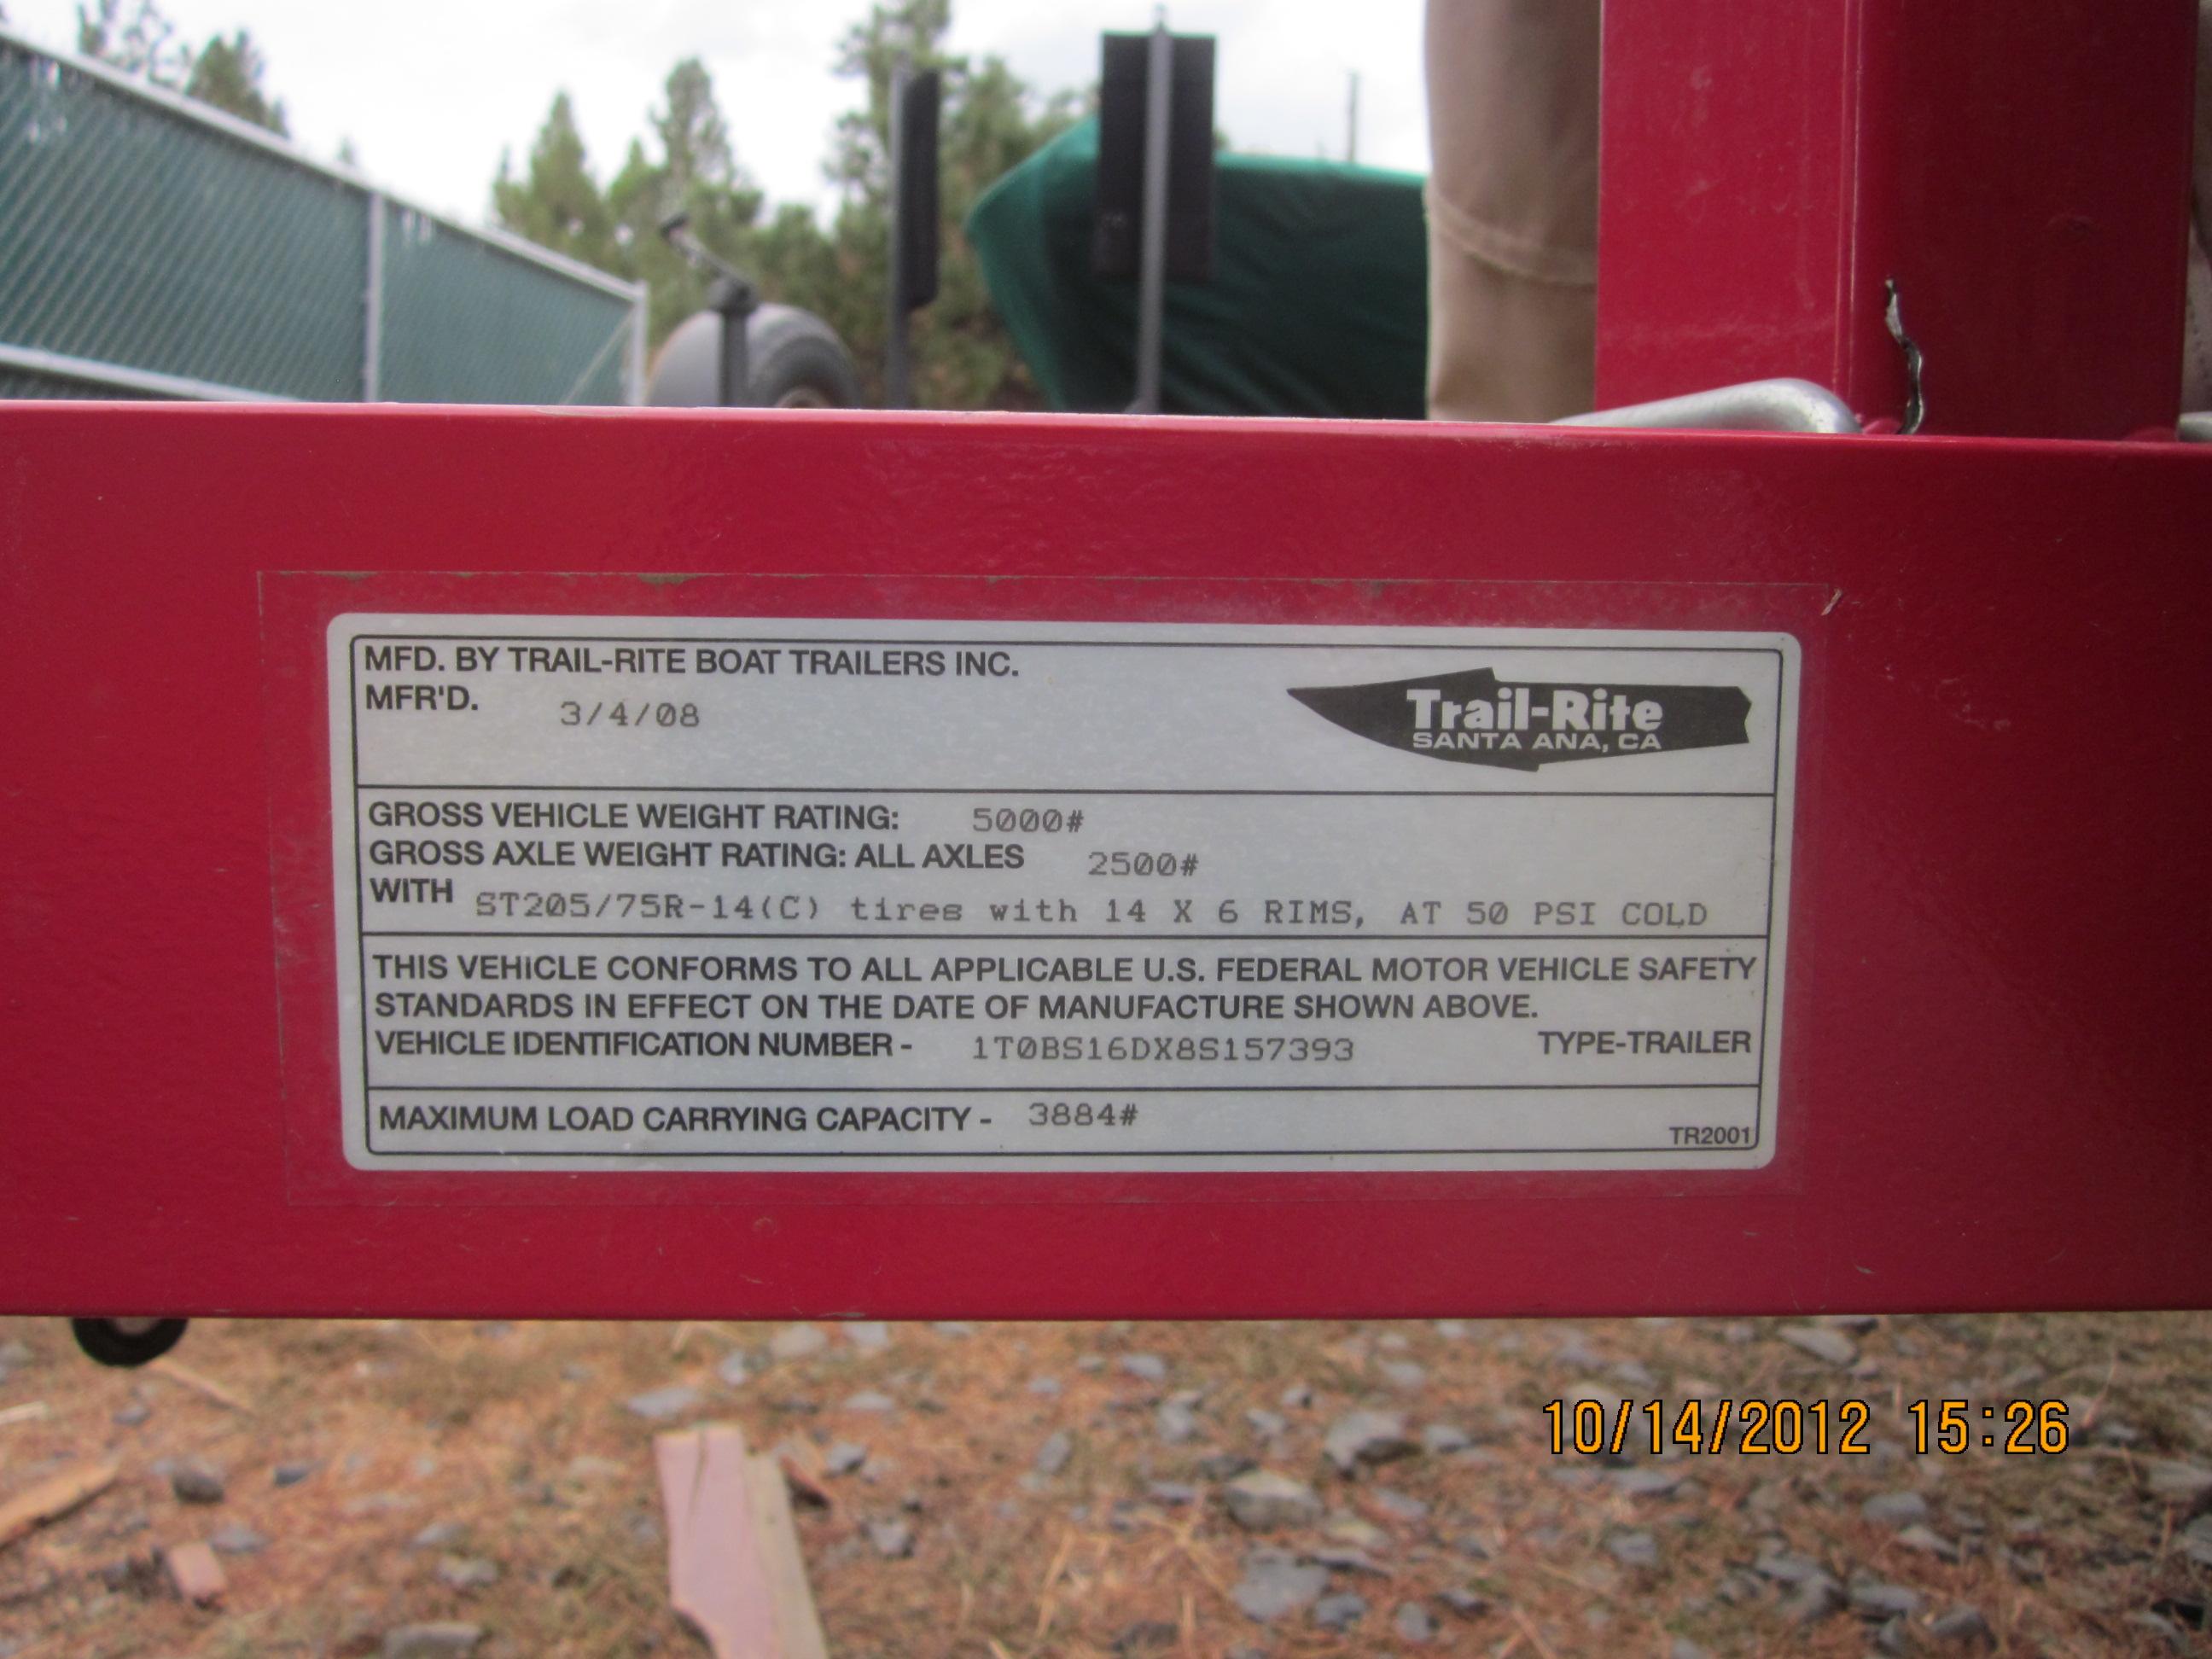 MFD. BY TRAIL-RITE BOAT TRAILERS INC.
MFR'D. 3/4/08
Trail-Rite
SANTA ANA, CA
GROSS VEHICLE WEIGHT RATING: 5000#
GROSS AXLE WEIGHT RATING: ALL AXLES 2500#
WITH ST205/75R-14(C) tires with 14 X 6 RIMS, AT 50 PSI COLD
THIS VEHICLE CONFORMS TO ALL APPLICABLE U.S. FEDERAL MOTOR VEHICLE SAFETY
STANDARDS IN EFFECT ON THE DATE OF MANUFACTURE SHOWN ABOVE.
VEHICLE IDENTIFICATION NUMBER - 1T0BS16DX8S157393 TYPE-TRAILER
MAXIMUM LOAD CARRYING CAPACITY - 3884#
TR2001
10/14/2012 15:26